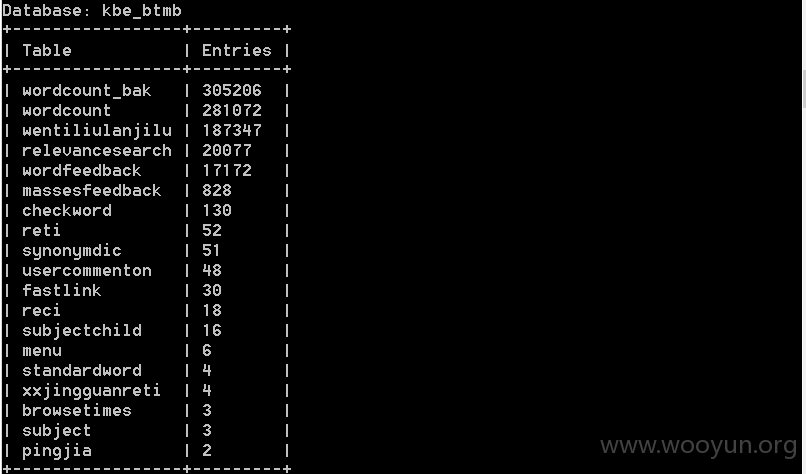 Database: kbe_btmb
+-----------------+---------+
| Table           | Entries |
+-----------------+---------+
| wordcount_bak   | 305206  |
| wordcount       | 281072  |
| wentiliulanjilu | 187347  |
| relevancesearch | 20077   |
| wordfeedback    | 17172   |
| massesfeedback  | 828     |
| checkword       | 130     |
| reti            | 52      |
| synonymdic      | 51      |
| usercommenton   | 48      |
| fastlink        | 30      |
| reci            | 18      |
| subjectchild    | 16      |
| menu            | 6       |
| standardword    | 4       |
| xxjingguanreti  | 4       |
| browsetimes     | 3       |
| subject         | 3       |
| pingjia         | 2       |
+-----------------+---------+
www.wooyun.org